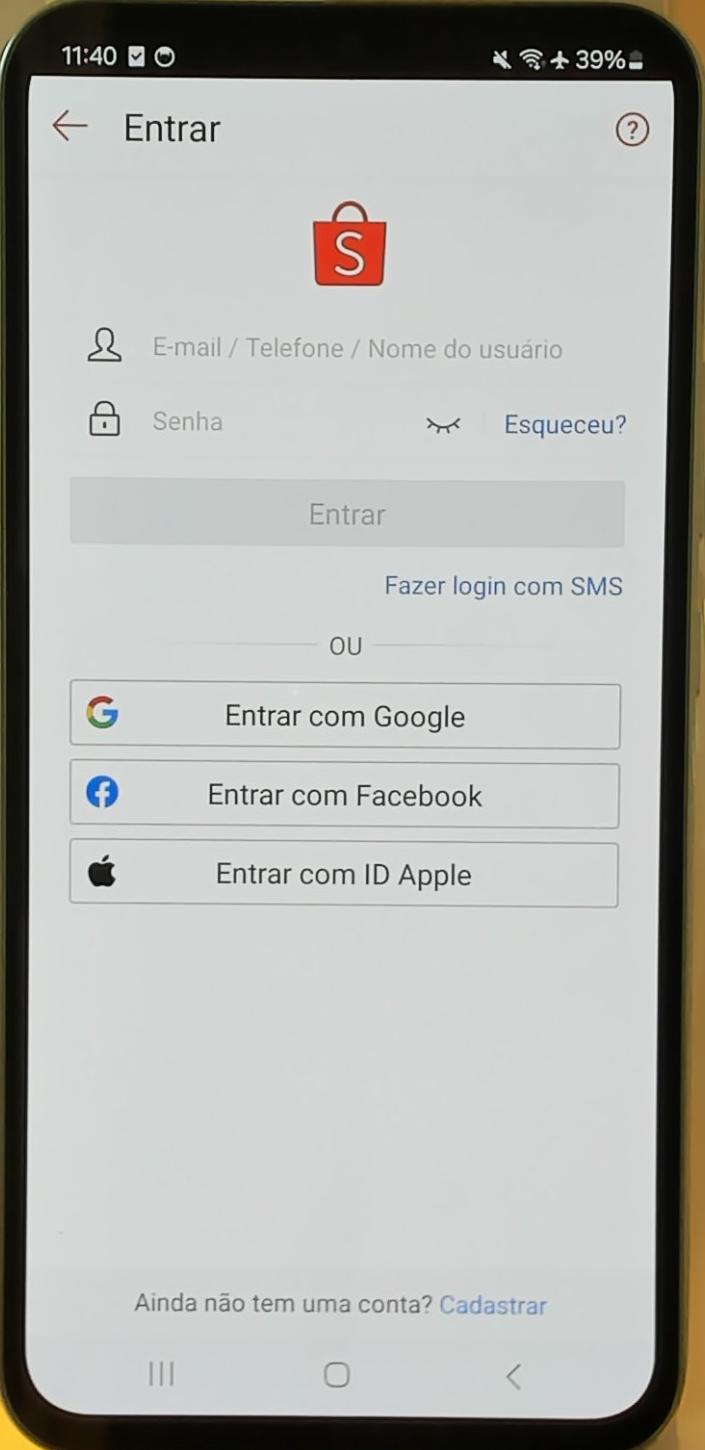 11:40 39%
Entrar ?
S
E-mail / Telefone / Nome do usuário
Senha Esqueceu?
Entrar
Fazer login com SMS
OU
G Entrar com Google
f Entrar com Facebook
Entrar com ID Apple
Ainda não tem uma conta? Cadastrar